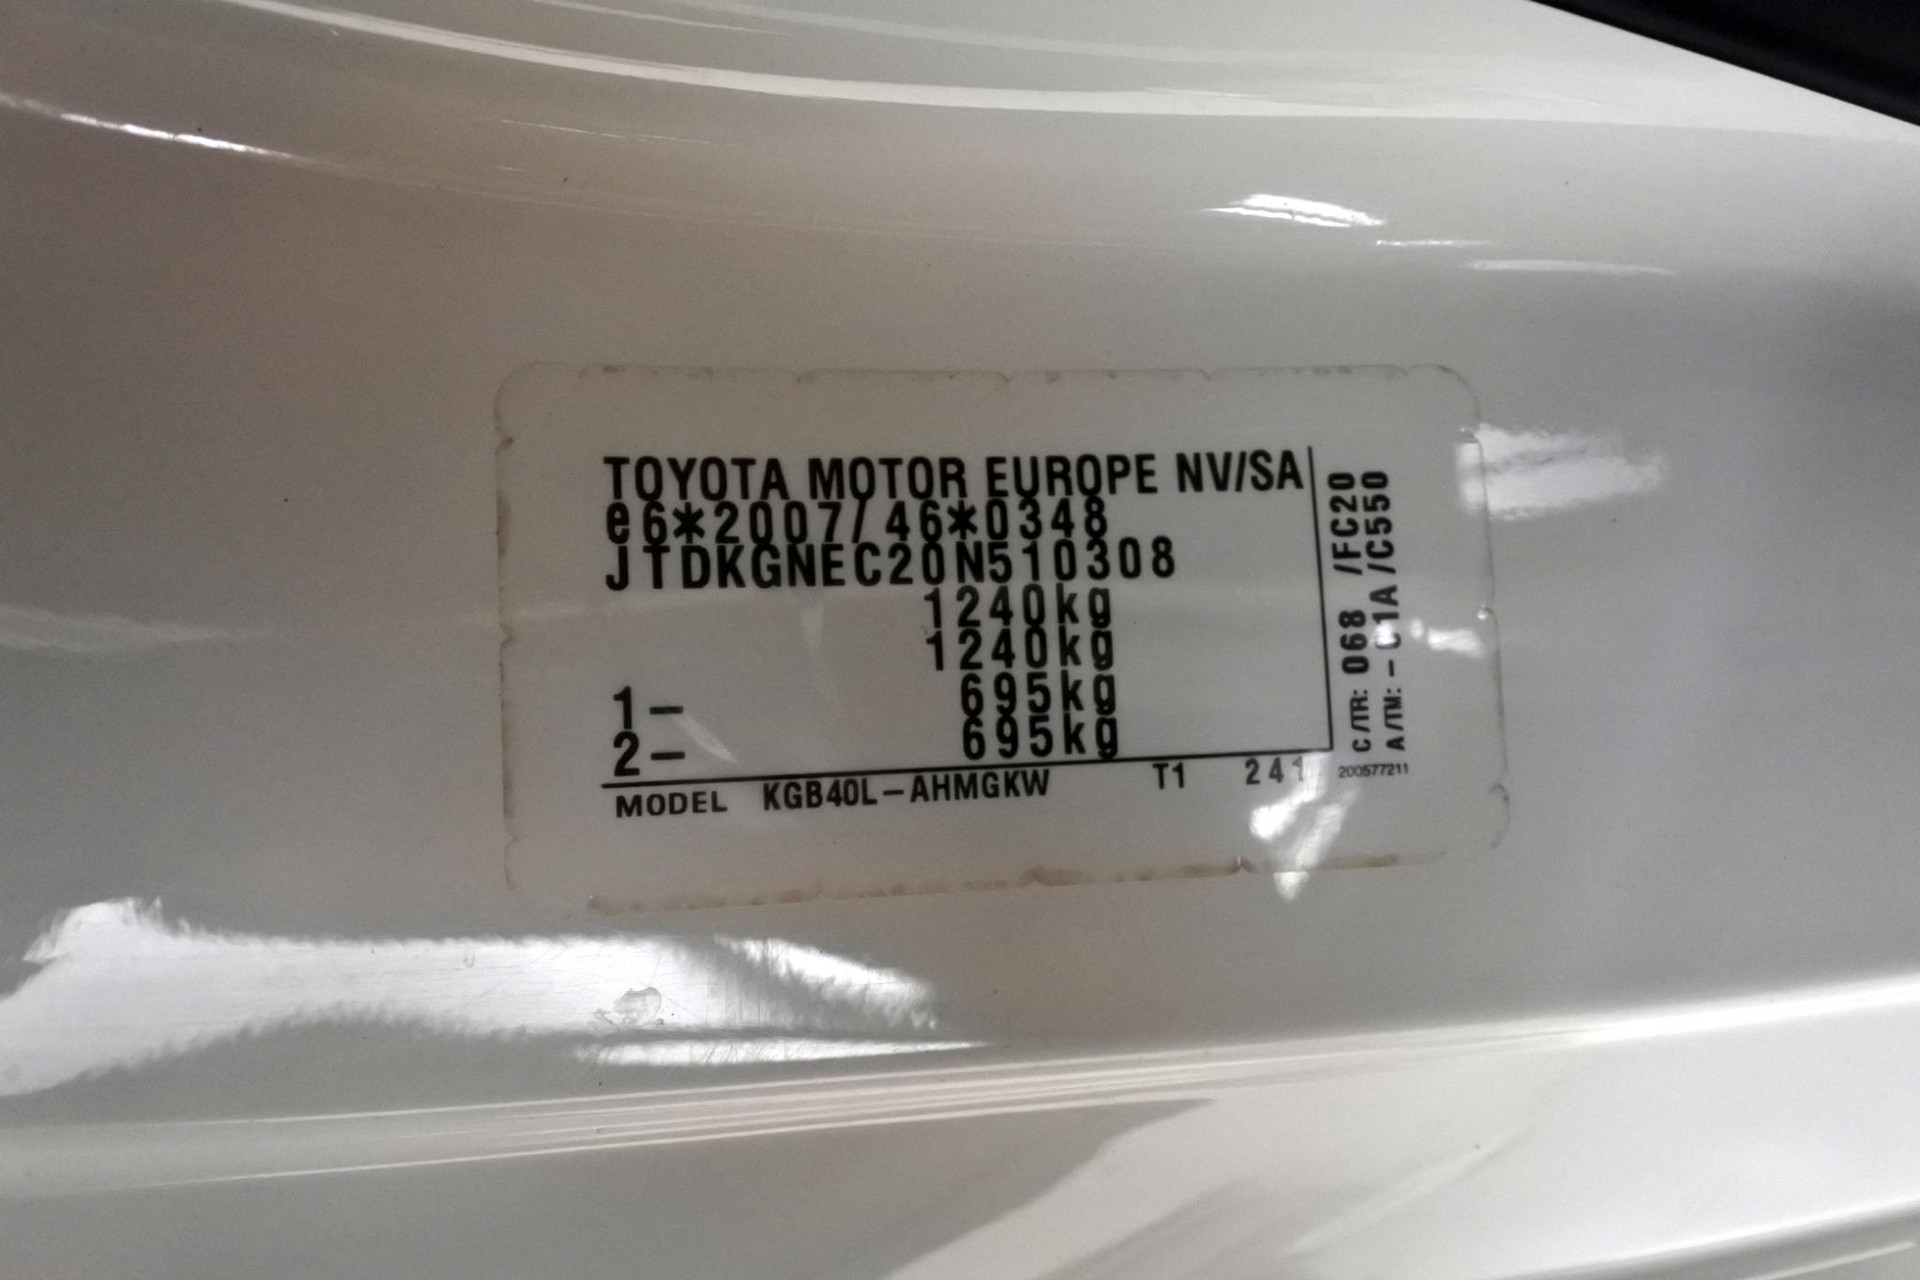 TOYOTA MOTOR EUROPE NV/SA
e6*2007/46*0348
JTDKGNEC20N510308
1240kg
1240kg
1- 695kg
2- 695kg
MODEL KGB40L-AHMGKW T1 241
C/TR: 068 /FC20
A/TM: -C1A /C550
200577211